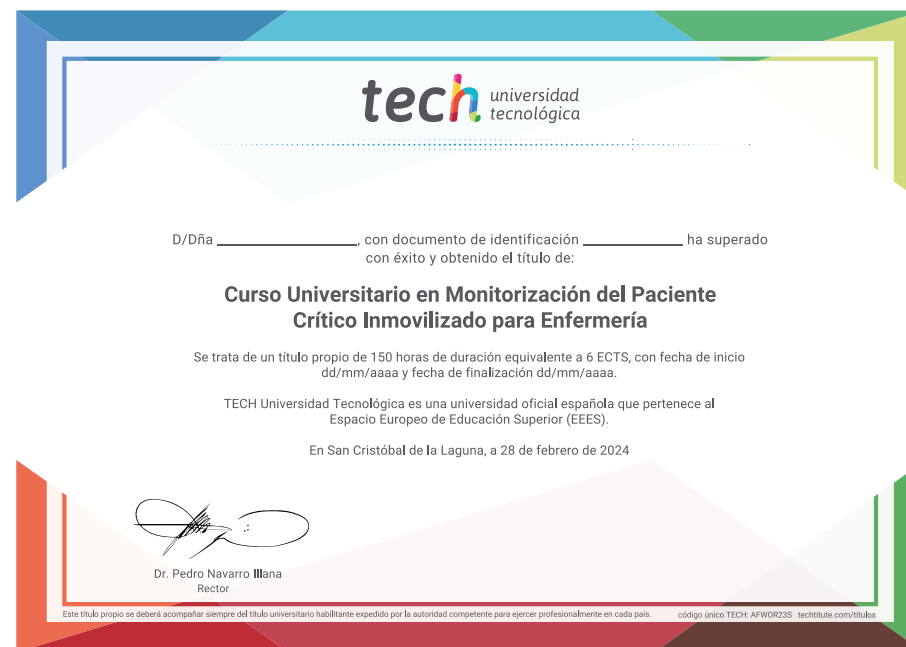 tech universidad
tecnológica
D/Dña ____________, con documento de identificación ____________ ha superado
con éxito y obtenido el título de:
Curso Universitario en Monitorización del Paciente
Crítico Inmovilizado para Enfermería
Se trata de un título propio de 150 horas de duración equivalente a 6 ECTS, con fecha de inicio
dd/mm/aaaa y fecha de finalización dd/mm/aaaa.
TECH Universidad Tecnológica es una universidad oficial española que pertenece al
Espacio Europeo de Educación Superior (EEES).
En San Cristóbal de la Laguna, a 28 de febrero de 2024
Dr. Pedro Navarro Illana
Rector
Este título propio se deberá acompañar siempre del título universitario habilitante expedido por la autoridad competente para ejercer profesionalmente en cada país.
código único TECH: AFWOR23S techtitute.com/titulos